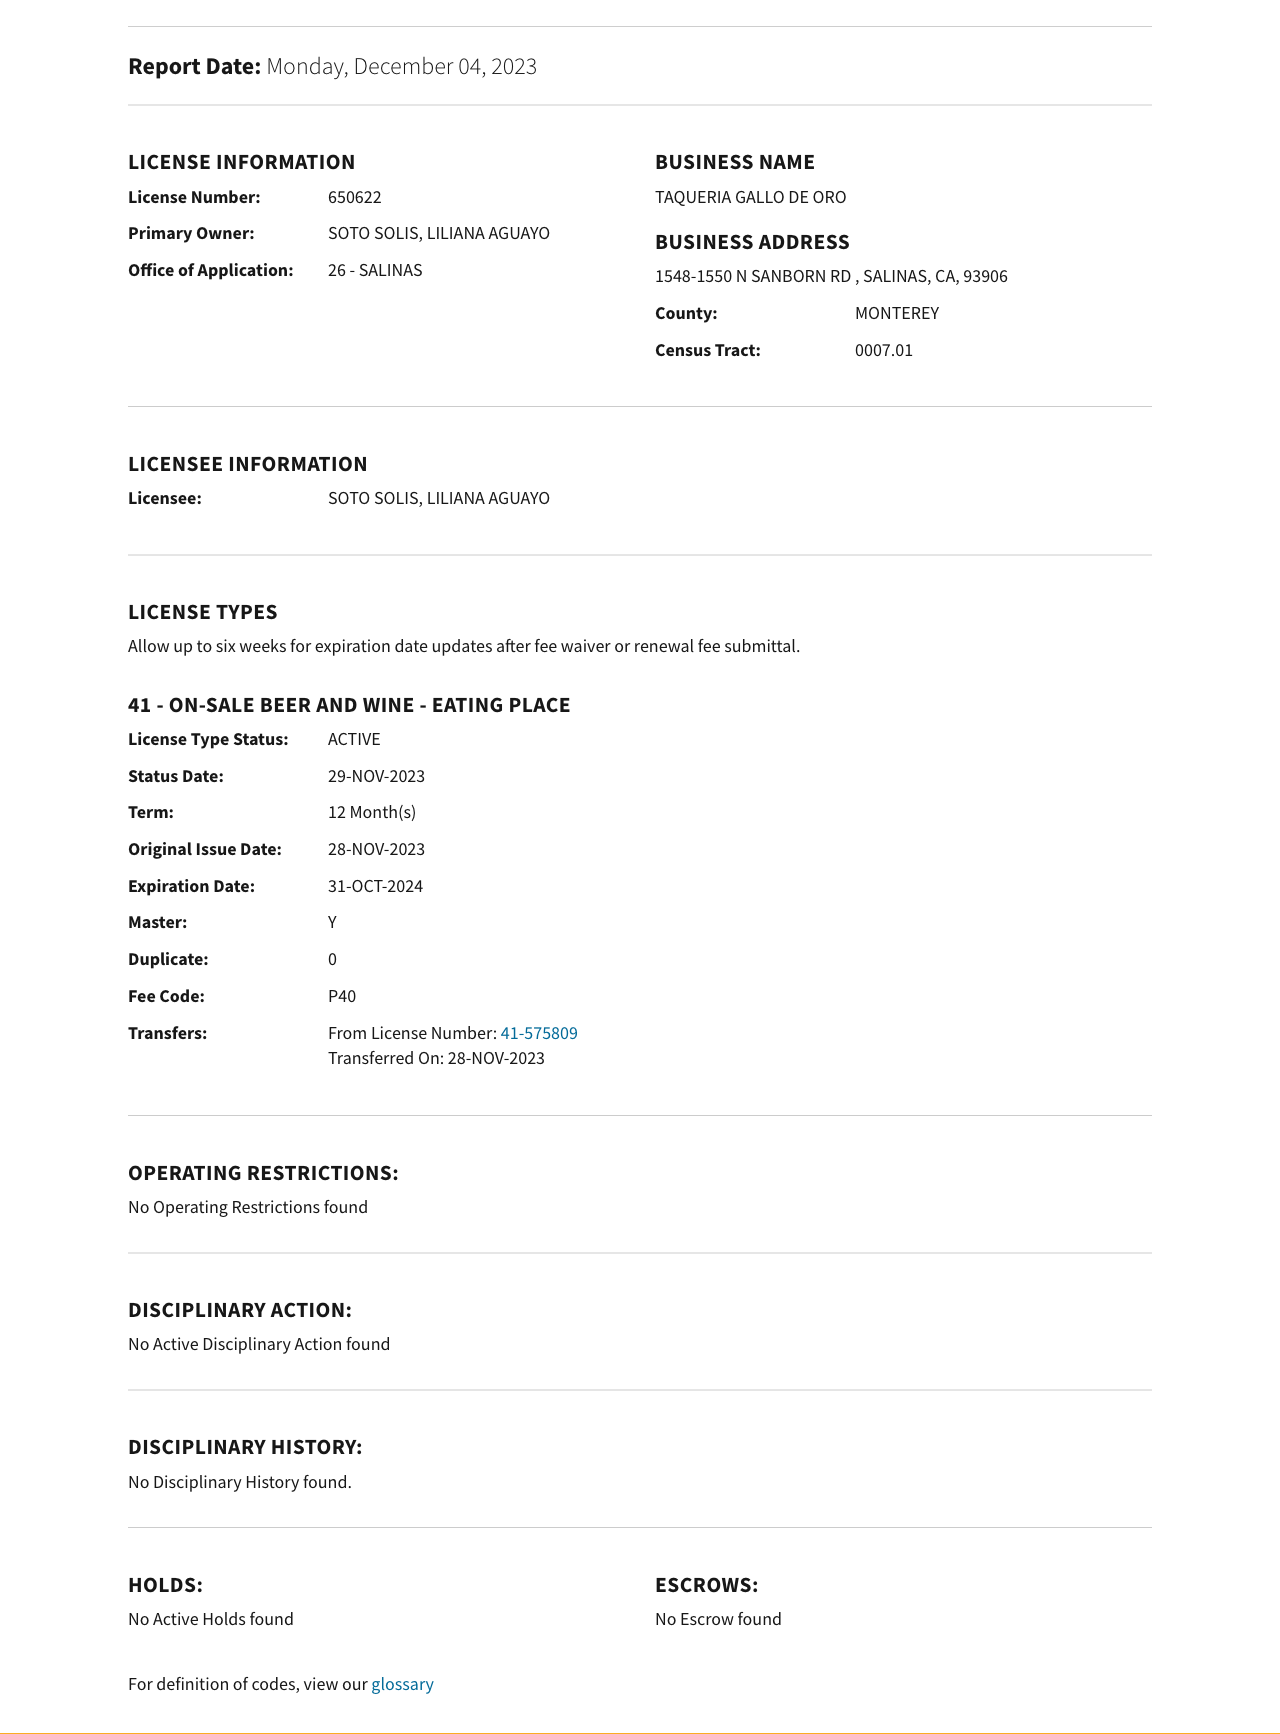 Report Date: Monday, December 04, 2023
LICENSE INFORMATION
License Number: 650622
Primary Owner: SOTO SOLIS, LILIANA AGUAYO
Office of Application: 26 - SALINAS
BUSINESS NAME
TAQUERIA GALLO DE ORO
BUSINESS ADDRESS
1548-1550 N SANBORN RD , SALINAS, CA, 93906
County: MONTEREY
Census Tract: 0007.01
LICENSEE INFORMATION
Licensee: SOTO SOLIS, LILIANA AGUAYO
LICENSE TYPES
Allow up to six weeks for expiration date updates after fee waiver or renewal fee submittal.
41 - ON-SALE BEER AND WINE - EATING PLACE
License Type Status: ACTIVE
Status Date: 29-NOV-2023
Term: 12 Month(s)
Original Issue Date: 28-NOV-2023
Expiration Date: 31-OCT-2024
Master: Y
Duplicate: 0
Fee Code: P40
Transfers: From License Number: 41-575809
Transferred On: 28-NOV-2023
OPERATING RESTRICTIONS:
No Operating Restrictions found
DISCIPLINARY ACTION:
No Active Disciplinary Action found
DISCIPLINARY HISTORY:
No Disciplinary History found.
HOLDS:
No Active Holds found
ESCROWS:
No Escrow found
For definition of codes, view our glossary